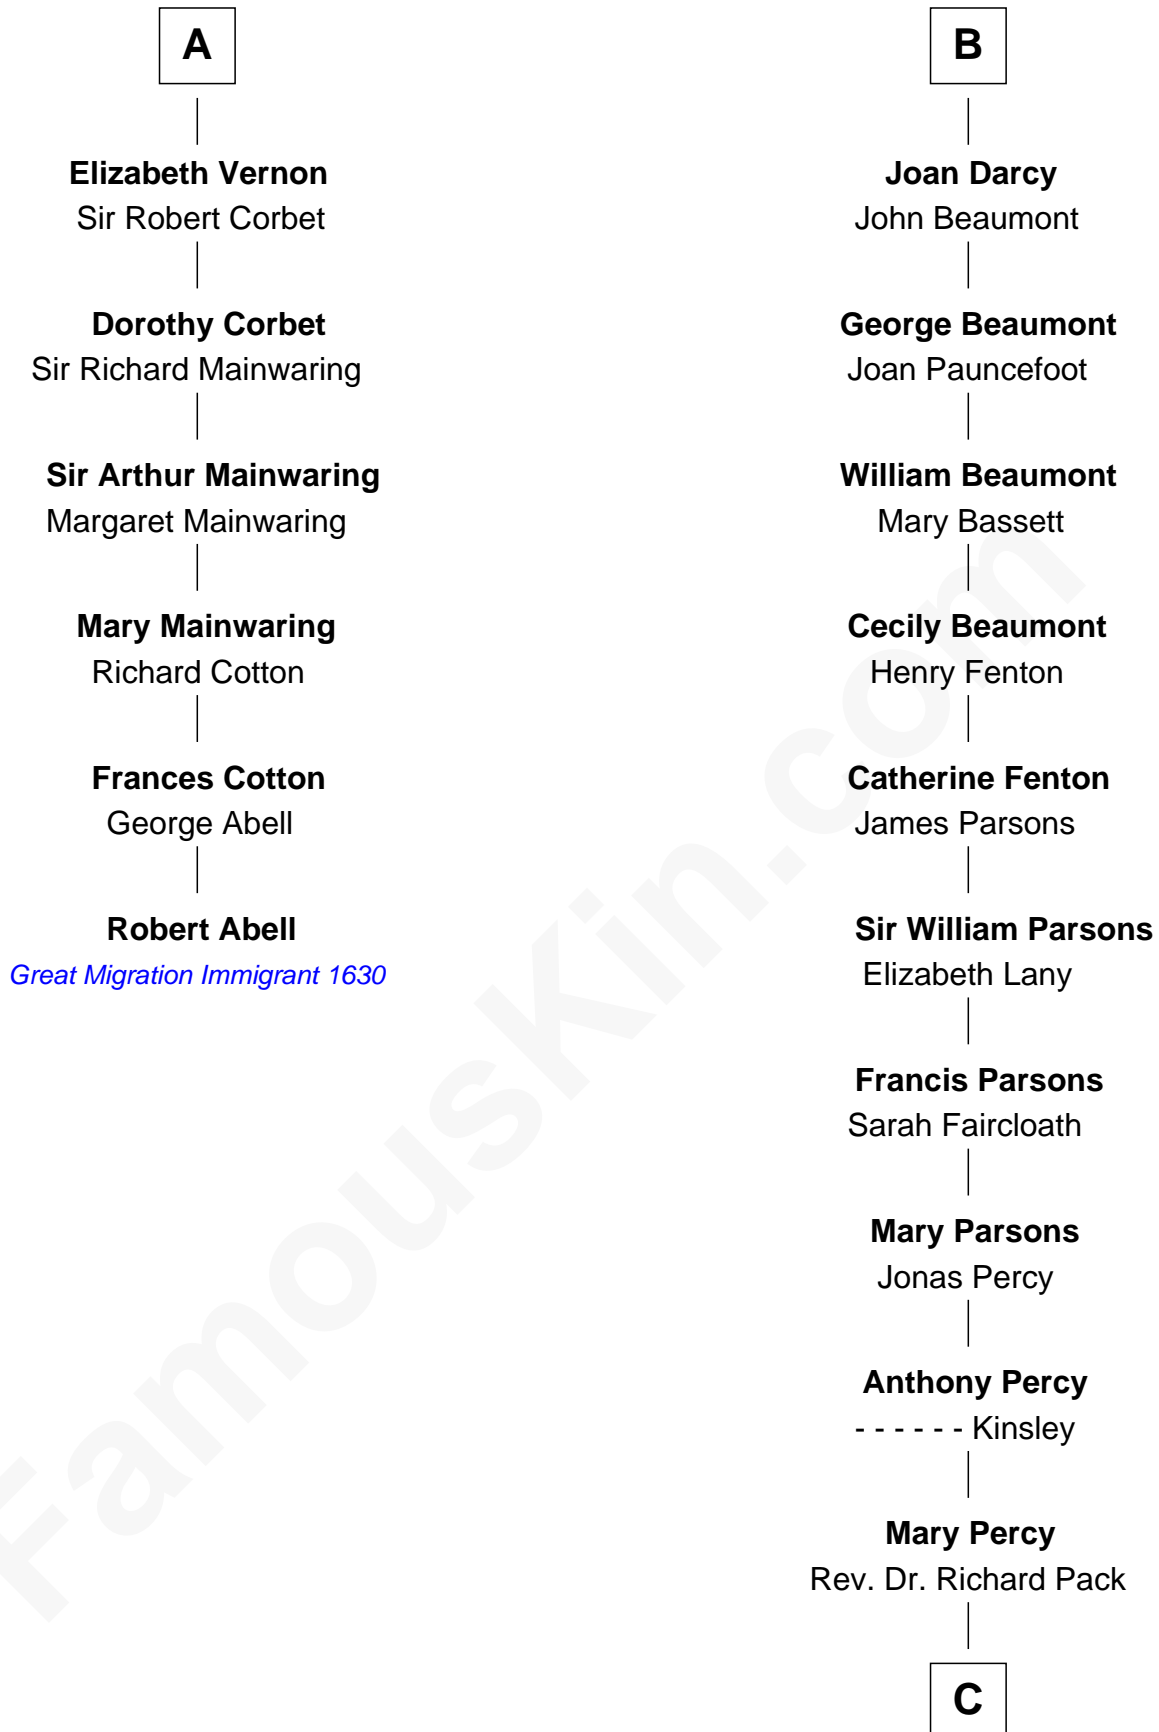 A
Elizabeth Vernon
Sir Robert Corbet
Dorothy Corbet
Sir Richard Mainwaring
Sir Arthur Mainwaring
Margaret Mainwaring
Mary Mainwaring
Richard Cotton
Frances Cotton
George Abell
Robert Abell
Great Migration Immigrant 1630
B
Joan Darcy
John Beaumont
George Beaumont
Joan Pauncefoot
William Beaumont
Mary Bassett
Cecily Beaumont
Henry Fenton
Catherine Fenton
James Parsons
Sir William Parsons
Elizabeth Lany
Francis Parsons
Sarah Faircloath
Mary Parsons
Jonas Percy
Anthony Percy
- - - - - - Kinsley
Mary Percy
Rev. Dr. Richard Pack
C
FamousKin.com